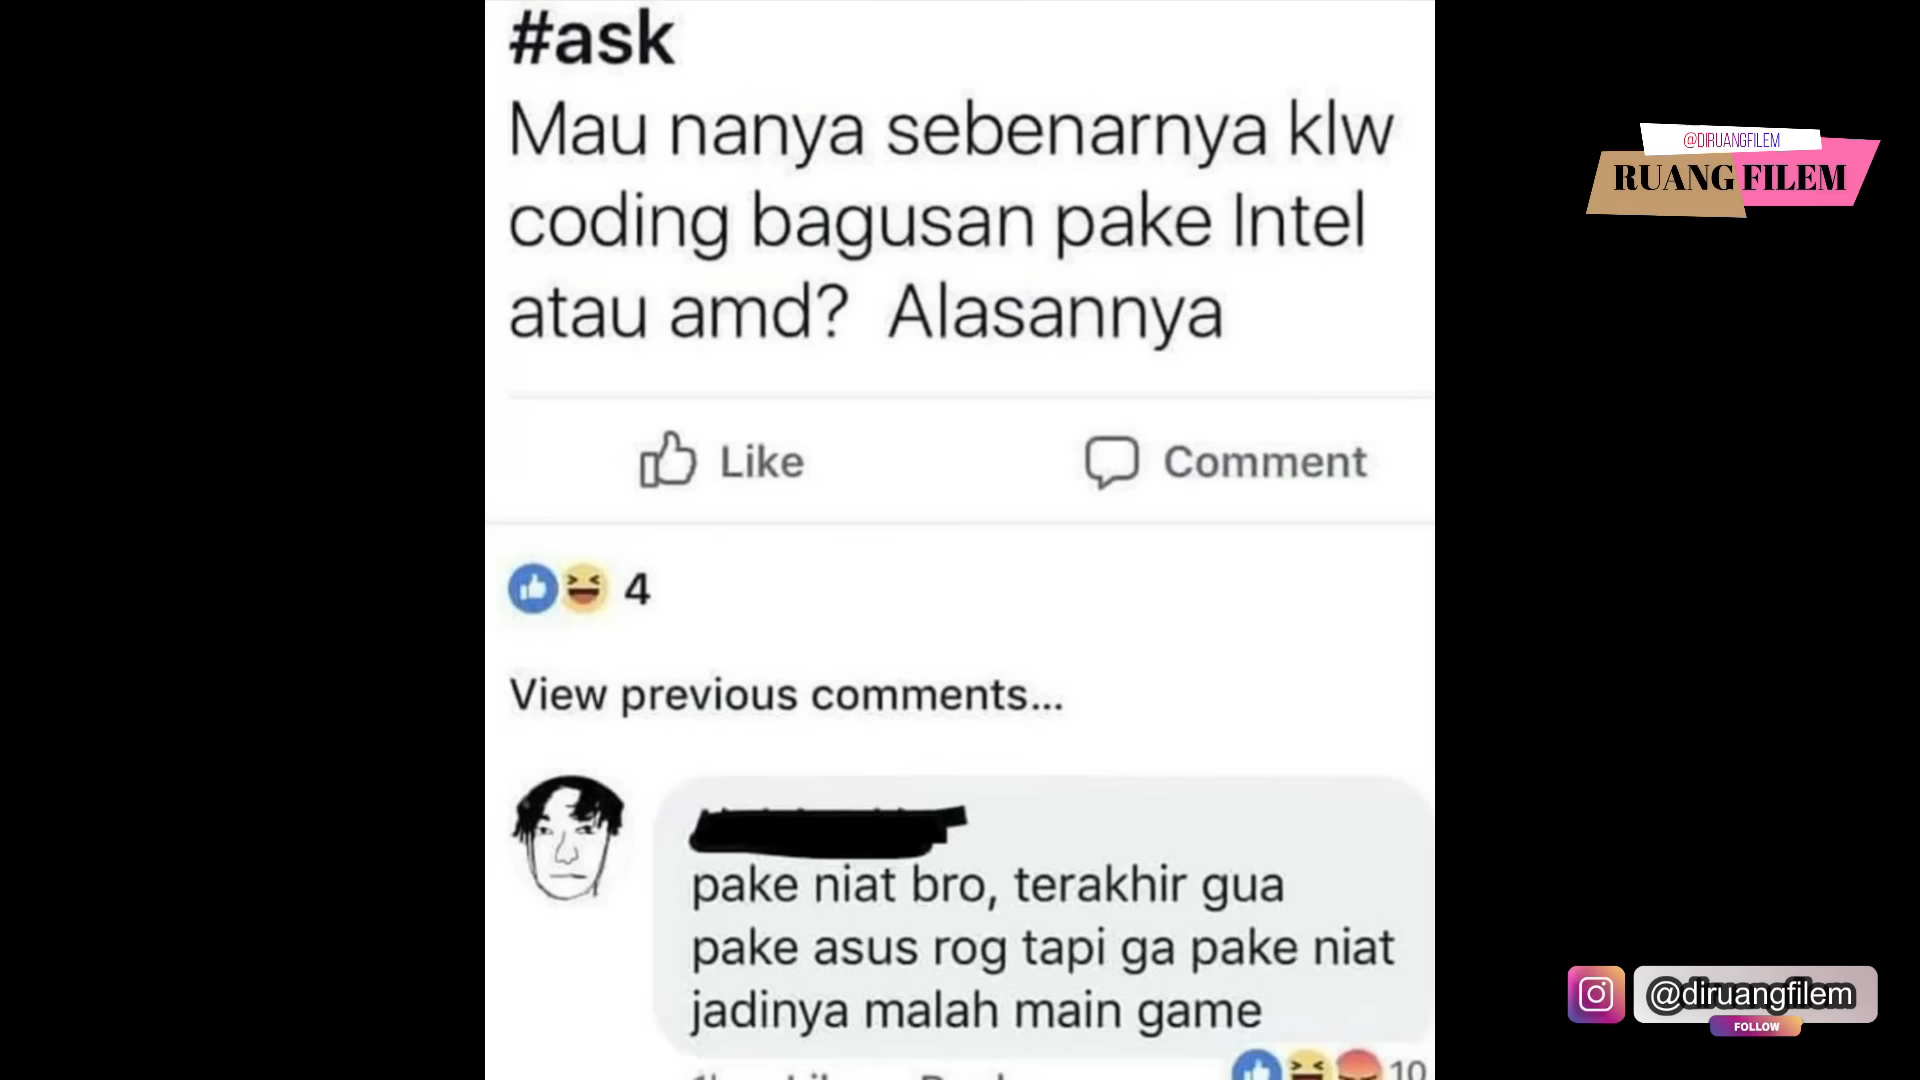 #ask
Mau nanya sebenarnya klw
coding bagusan pake Intel
atau amd? Alasannya
Like
Comment
4
View previous comments...
pake niat bro, terakhir gua
pake asus rog tapi ga pake niat
jadinya malah main game
10
@DIRUANGFILEM
RUANG FILEM
@diruangfilem
FOLLOW